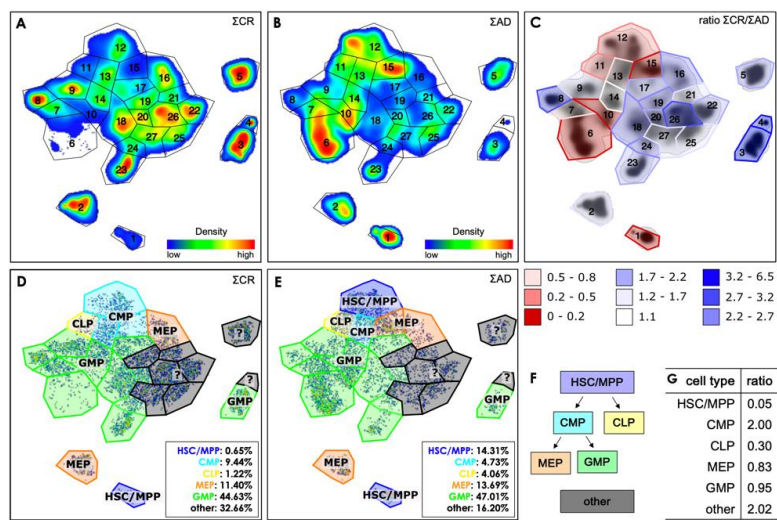 A
ΣCR
12
11
13
15
16
5
9
8
7
14
17
19
21
10
18
20
26
22
6
27
25
24
23
4
3
2
1
Density
low
high
B
ΣAD
12
11
13
15
16
5
9
8
7
14
17
19
21
10
18
20
26
22
6
27
25
24
23
4
3
2
1
Density
low
high
C
ratio ΣCR/ΣAD
12
11
13
15
16
5
9
8
7
14
17
19
21
10
18
20
26
22
6
27
25
24
23
4
3
2
1
0.5 - 0.8
1.7 - 2.2
3.2 - 6.5
0.2 - 0.5
1.2 - 1.7
2.7 - 3.2
0 - 0.2
1.1
2.2 - 2.7
D
ΣCR
CLP
CMP
MEP
?
GMP
?
?
GMP
MEP
HSC/MPP
HSC/MPP: 0.65%
CMP: 9.44%
CLP: 1.22%
MEP: 11.40%
GMP: 44.63%
other: 32.66%
E
ΣAD
HSC/MPP
CLP
CMP
MEP
?
GMP
?
?
GMP
MEP
HSC/MPP
HSC/MPP: 14.31%
CMP: 4.73%
CLP: 4.06%
MEP: 13.69%
GMP: 47.01%
other: 16.20%
F
HSC/MPP
CMP
CLP
MEP
GMP
other
G cell type ratio
HSC/MPP 0.05
CMP 2.00
CLP 0.30
MEP 0.83
GMP 0.95
other 2.02